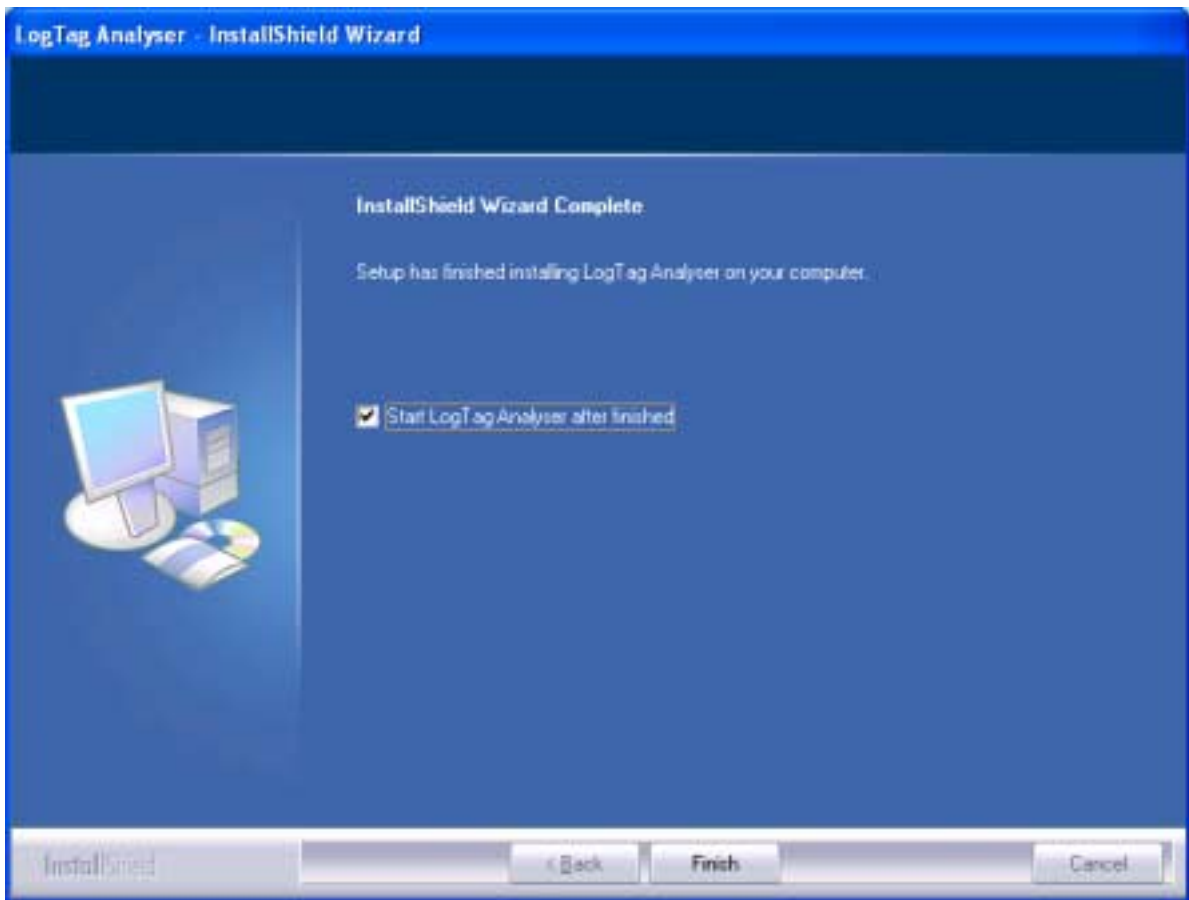 LogTag Analyser - InstallShield Wizard
InstallShield Wizard Complete
Setup has finished installing LogTag Analyser on your computer.
Start LogTag Analyser after finished
InstallShield
< Back
Finish
Cancel